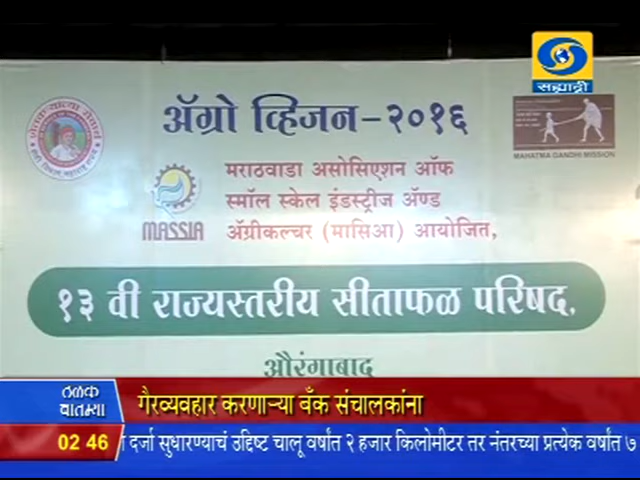 सह्याद्री
ॲग्रो व्हिजन-२०१६
मराठवाडा असोसिएशन ऑफ
स्मॉल स्केल इंडस्ट्रीज ॲण्ड
ॲग्रीकल्चर (मासिआ) आयोजित,
MASSIA
MAHATMA GANDHI MISSION
१३ वी राज्यस्तरीय सीताफळ परिषद,
औरंगाबाद
ठळक
बातम्या
गैरव्यवहार करणाऱ्या बँक संचालकांना
02 46
दर्जा सुधारण्याचं उद्दिष्ट चालू वर्षांत २ हजार किलोमीटर तर नंतरच्या प्रत्येक वर्षांत ७